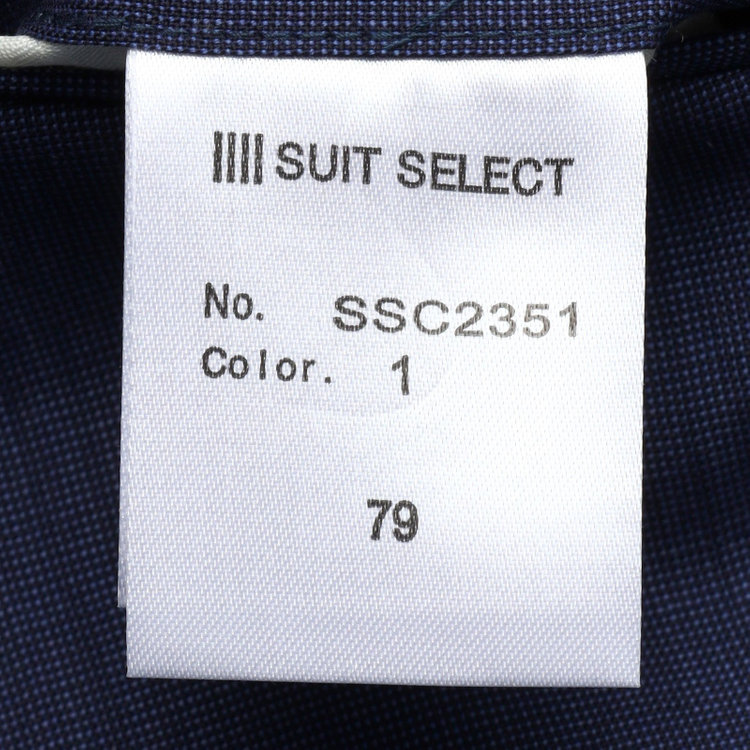 SUIT SELECT
No. SSC2351
Color. 1
79